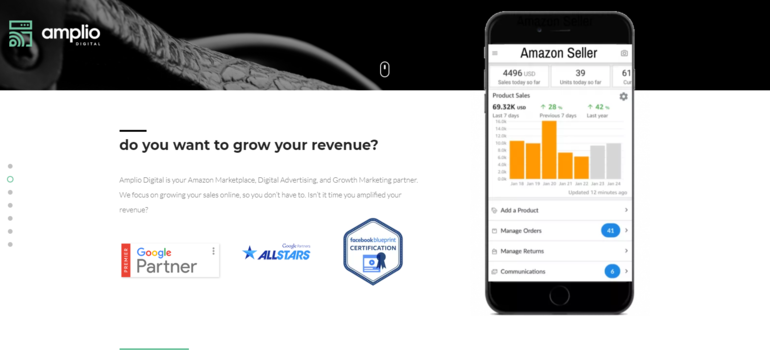 amplio
DIGITAL
Amazon Seller
4496 USD
Sales today so far
39
Units today so far
61
Cur
Product Sales
69.32K USD
Last 7 days
28 %
Previous 7 days
42 %
Last year
16.0k
14.0k
12.0k
10.0k
8.0k
6.0k
4.0k
2.0k
0.0k
Jan 18 Jan 19 Jan 20 Jan 21 Jan 22 Jan 23 Jan 24
Updated 12 minutes ago
Add a Product
Manage Orders 41
Manage Returns
Communications 6
do you want to grow your revenue?
Amplio Digital is your Amazon Marketplace, Digital Advertising, and Growth Marketing partner.
We focus on growing your sales online, so you don't have to. Isn't it time you amplified your
revenue?
PREMIER
Google
Partner
Google Partners
ALLSTARS
facebook blueprint
CERTIFICATION